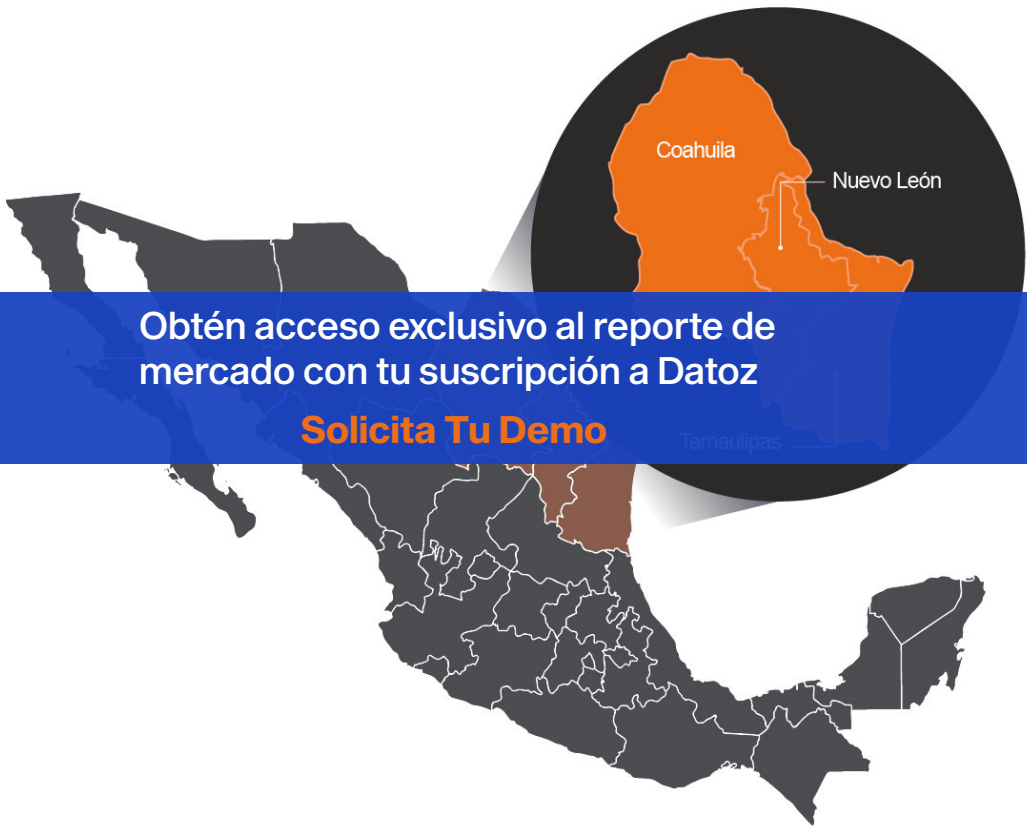 Coahuila
Nuevo León
Obtén acceso exclusivo al reporte de
mercado con tu suscripción a Datoz
Solicita Tu Demo
Tamaulipas